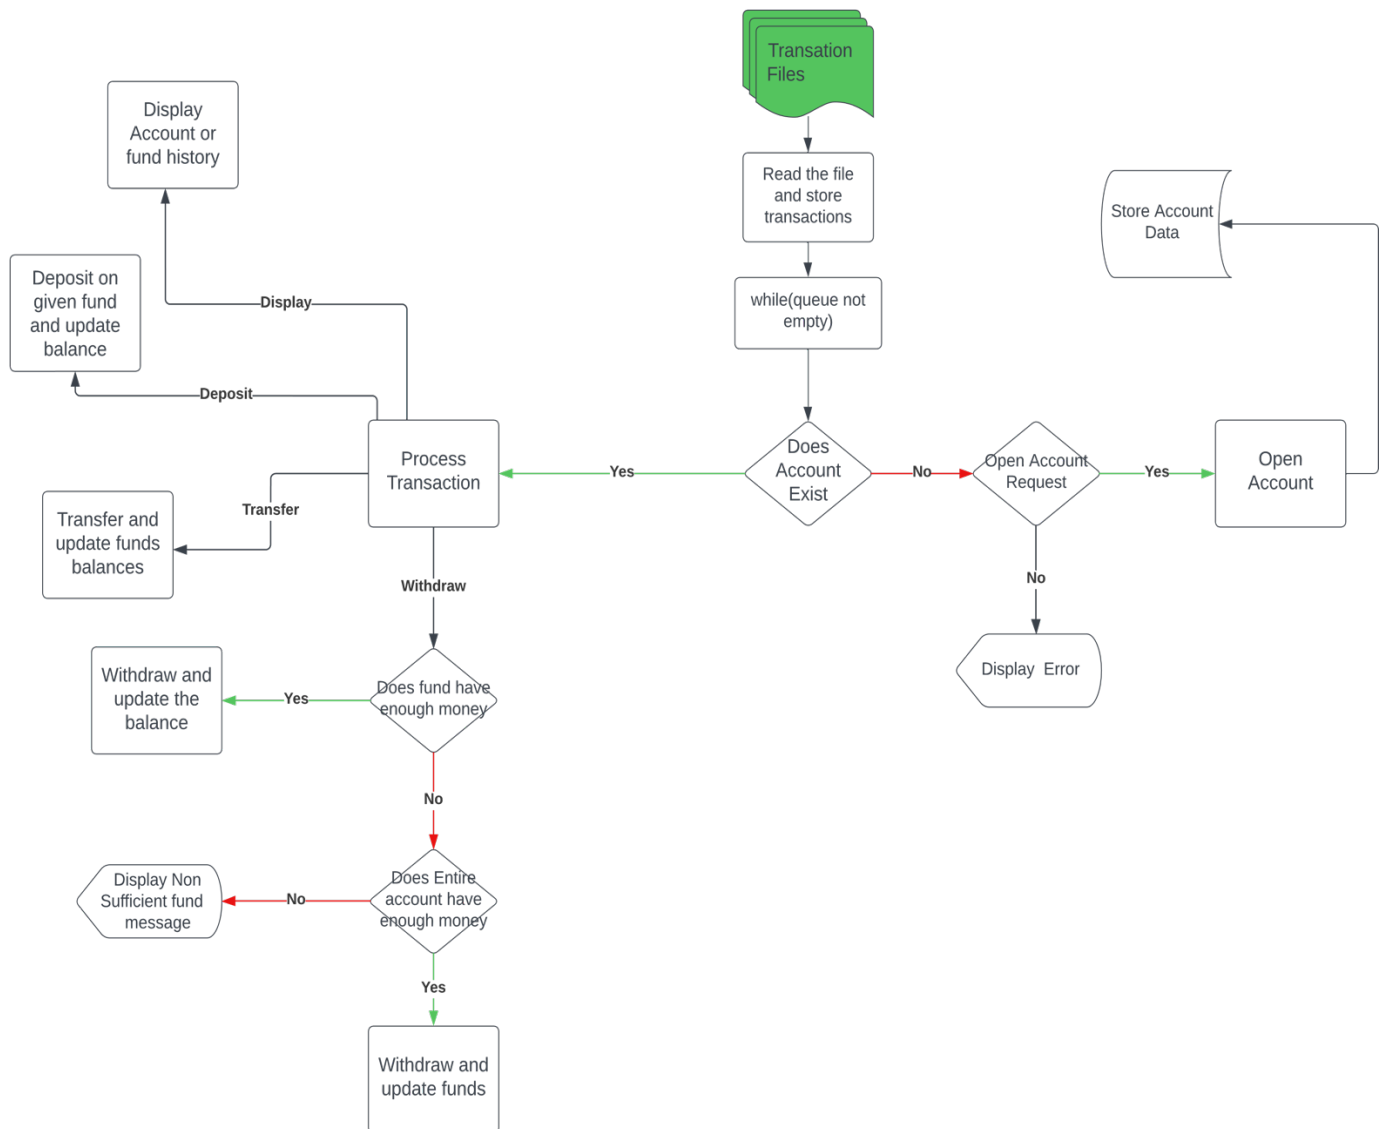 Transation
Files
Display
Account or
fund history
Read the file
and store
transactions
Store Account
Data
Deposit on
given fund
and update
balance
while(queue not
empty)
Display
Deposit
Process
Transaction
Yes
Does
Account
Exist
No
Open Account
Request
Yes
Open
Account
Transfer
Transfer and
update funds
balances
Withdraw
No
Display Error
Withdraw and
update the
balance
Yes
Does fund have
enough money
No
Display Non
Sufficient fund
message
No
Does Entire
account have
enough money
Yes
Withdraw and
update funds